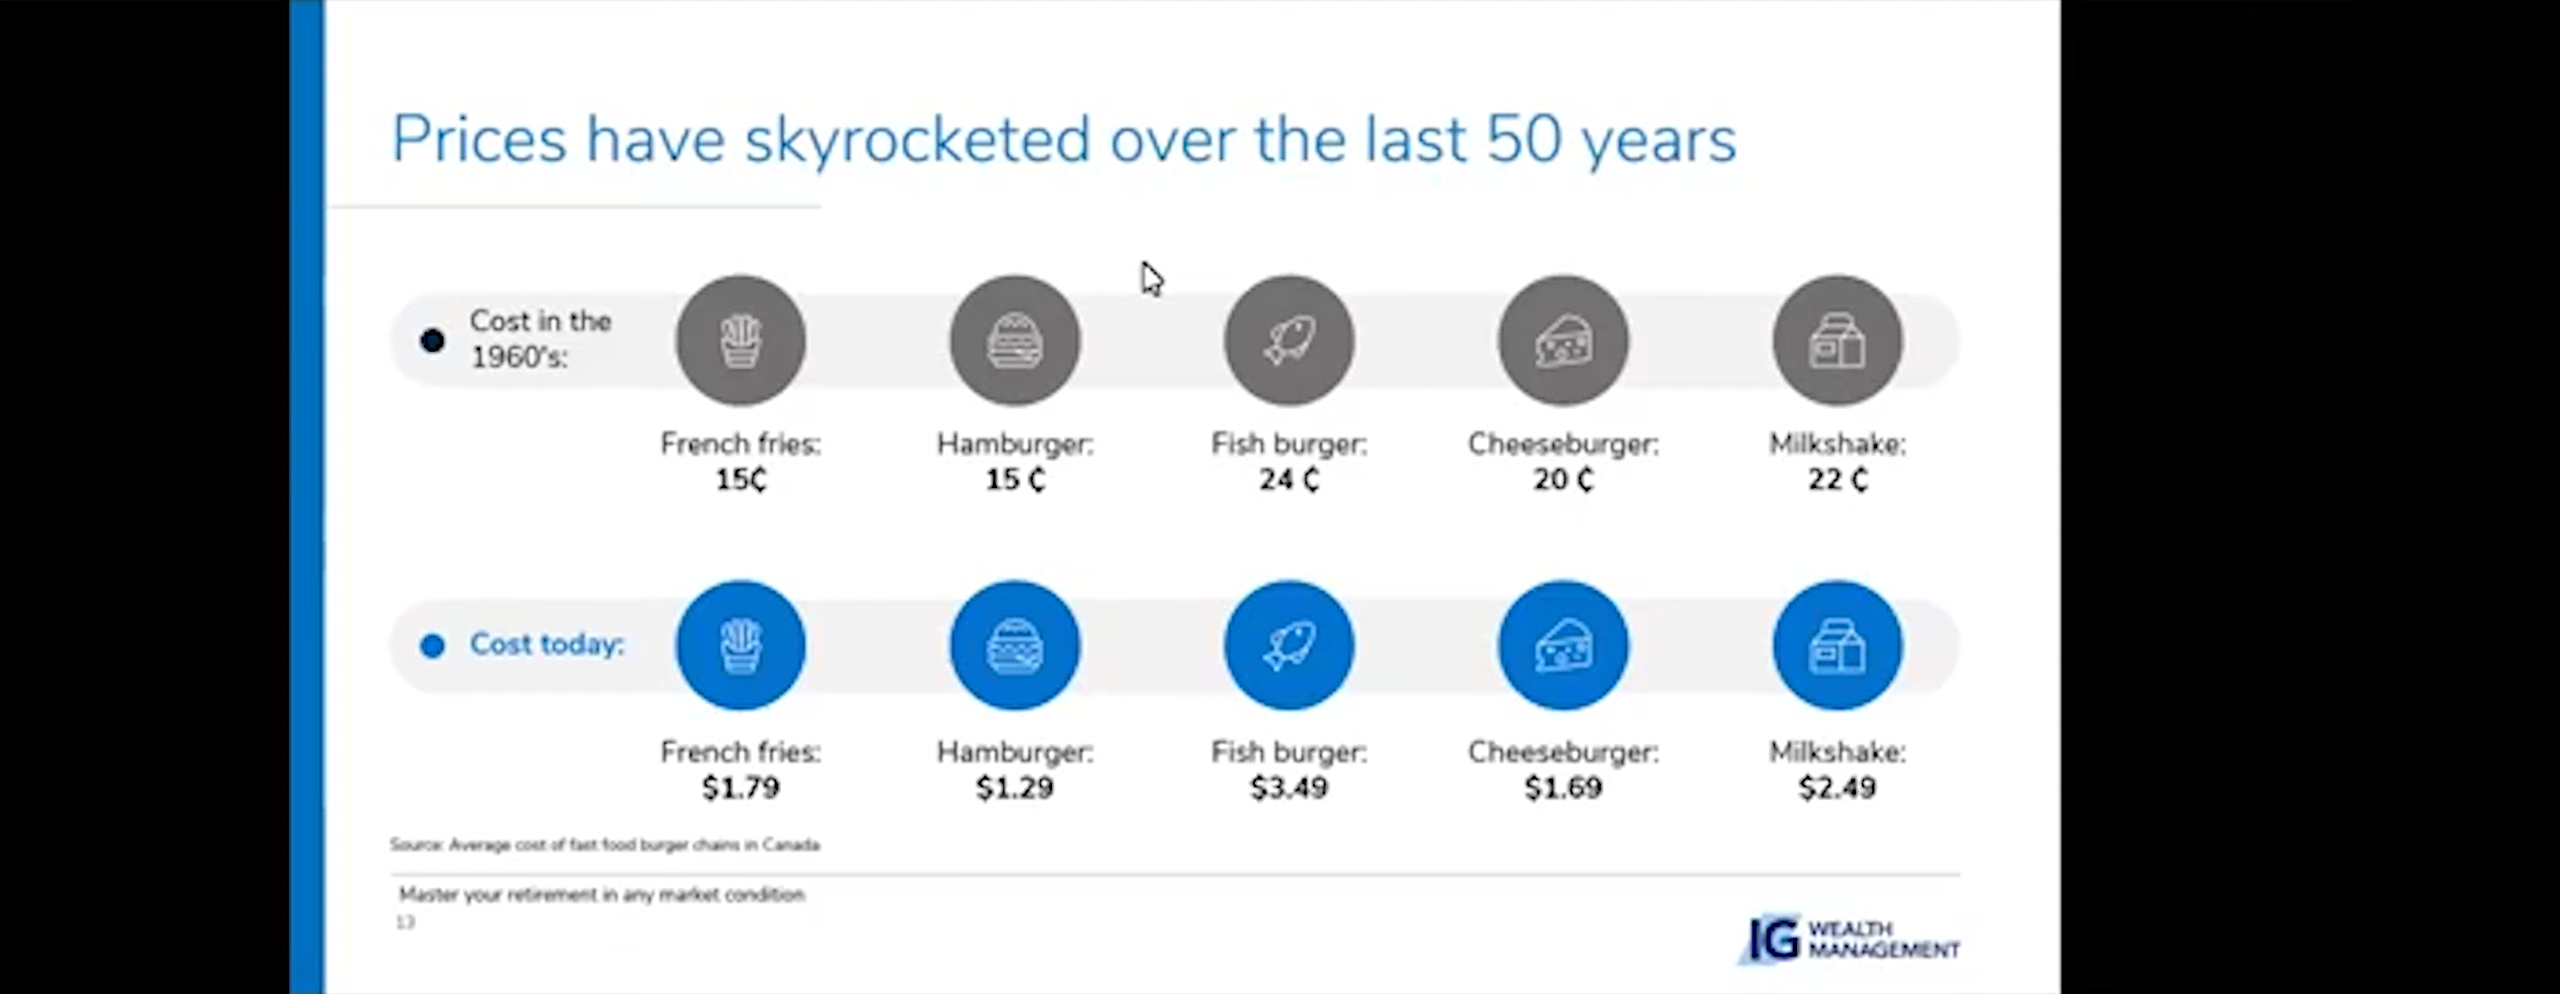 Prices have skyrocketed over the last 50 years
Cost in the
1960's:
French fries:
15₵
Hamburger:
15 ₵
Fish burger:
24 ₵
Cheeseburger:
20 ₵
Milkshake:
22 ₵
Cost today:
French fries:
$1.79
Hamburger:
$1.29
Fish burger:
$3.49
Cheeseburger:
$1.69
Milkshake:
$2.49
Source: Average cost of fast food burger chains in Canada
Master your retirement in any market condition
13
IG WEALTH
MANAGEMENT